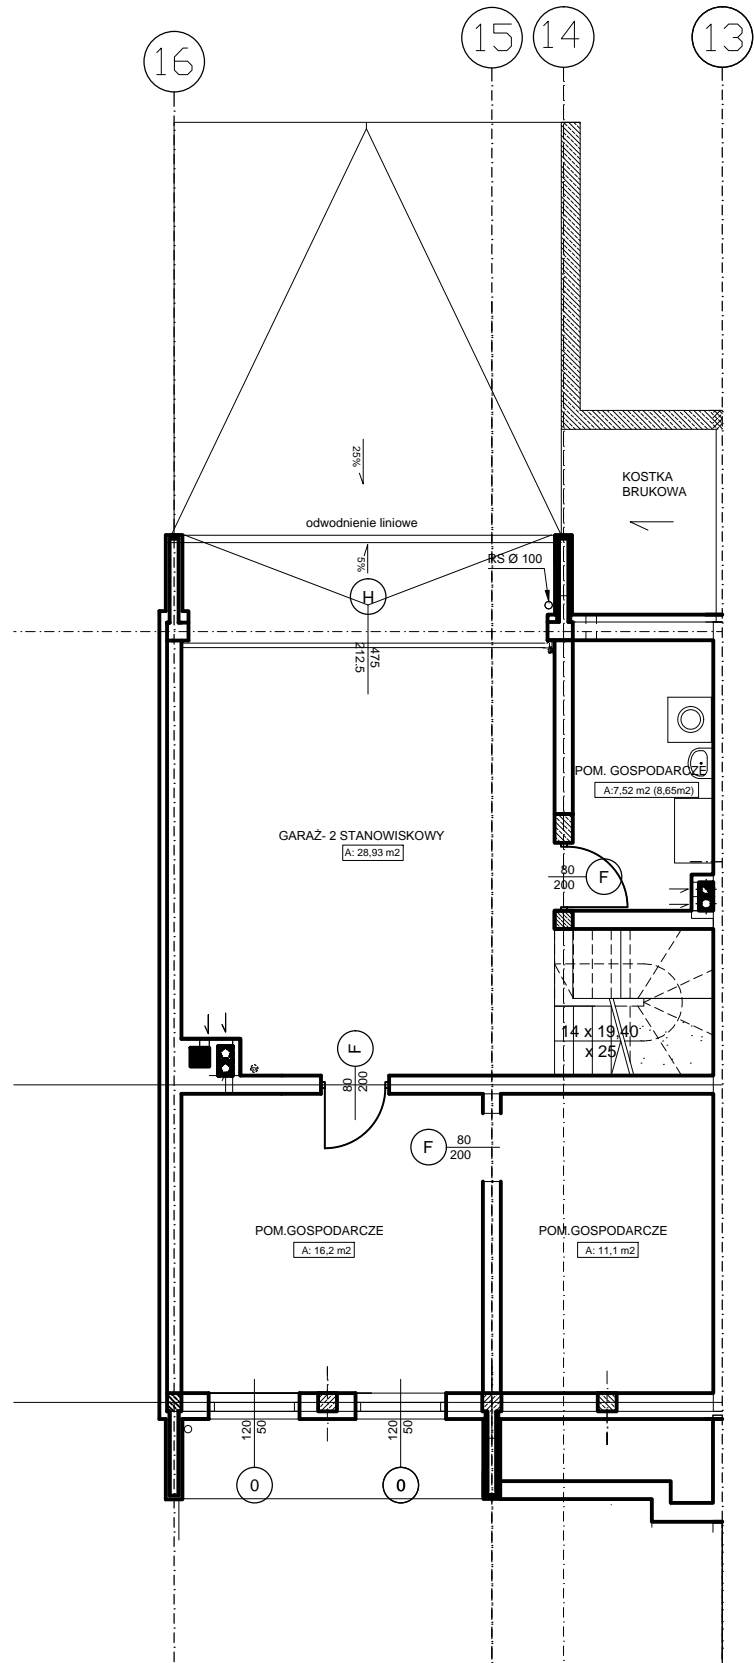 16
15
14
13
25%
KOSTKA
BRUKOWA
odwodnienie liniowe
5%
RS Ø 100
H
475
212.5
POM. GOSPODARCZE
A:7,52 m2 (8,65m2)
GARAŻ- 2 STANOWISKOWY
A: 28,93 m2
80
200
F
14 x 19,40
x 25
F
80
200
F
80
200
POM.GOSPODARCZE
A: 16,2 m2
POM.GOSPODARCZE
A: 11,1 m2
120
50
120
50
0
0